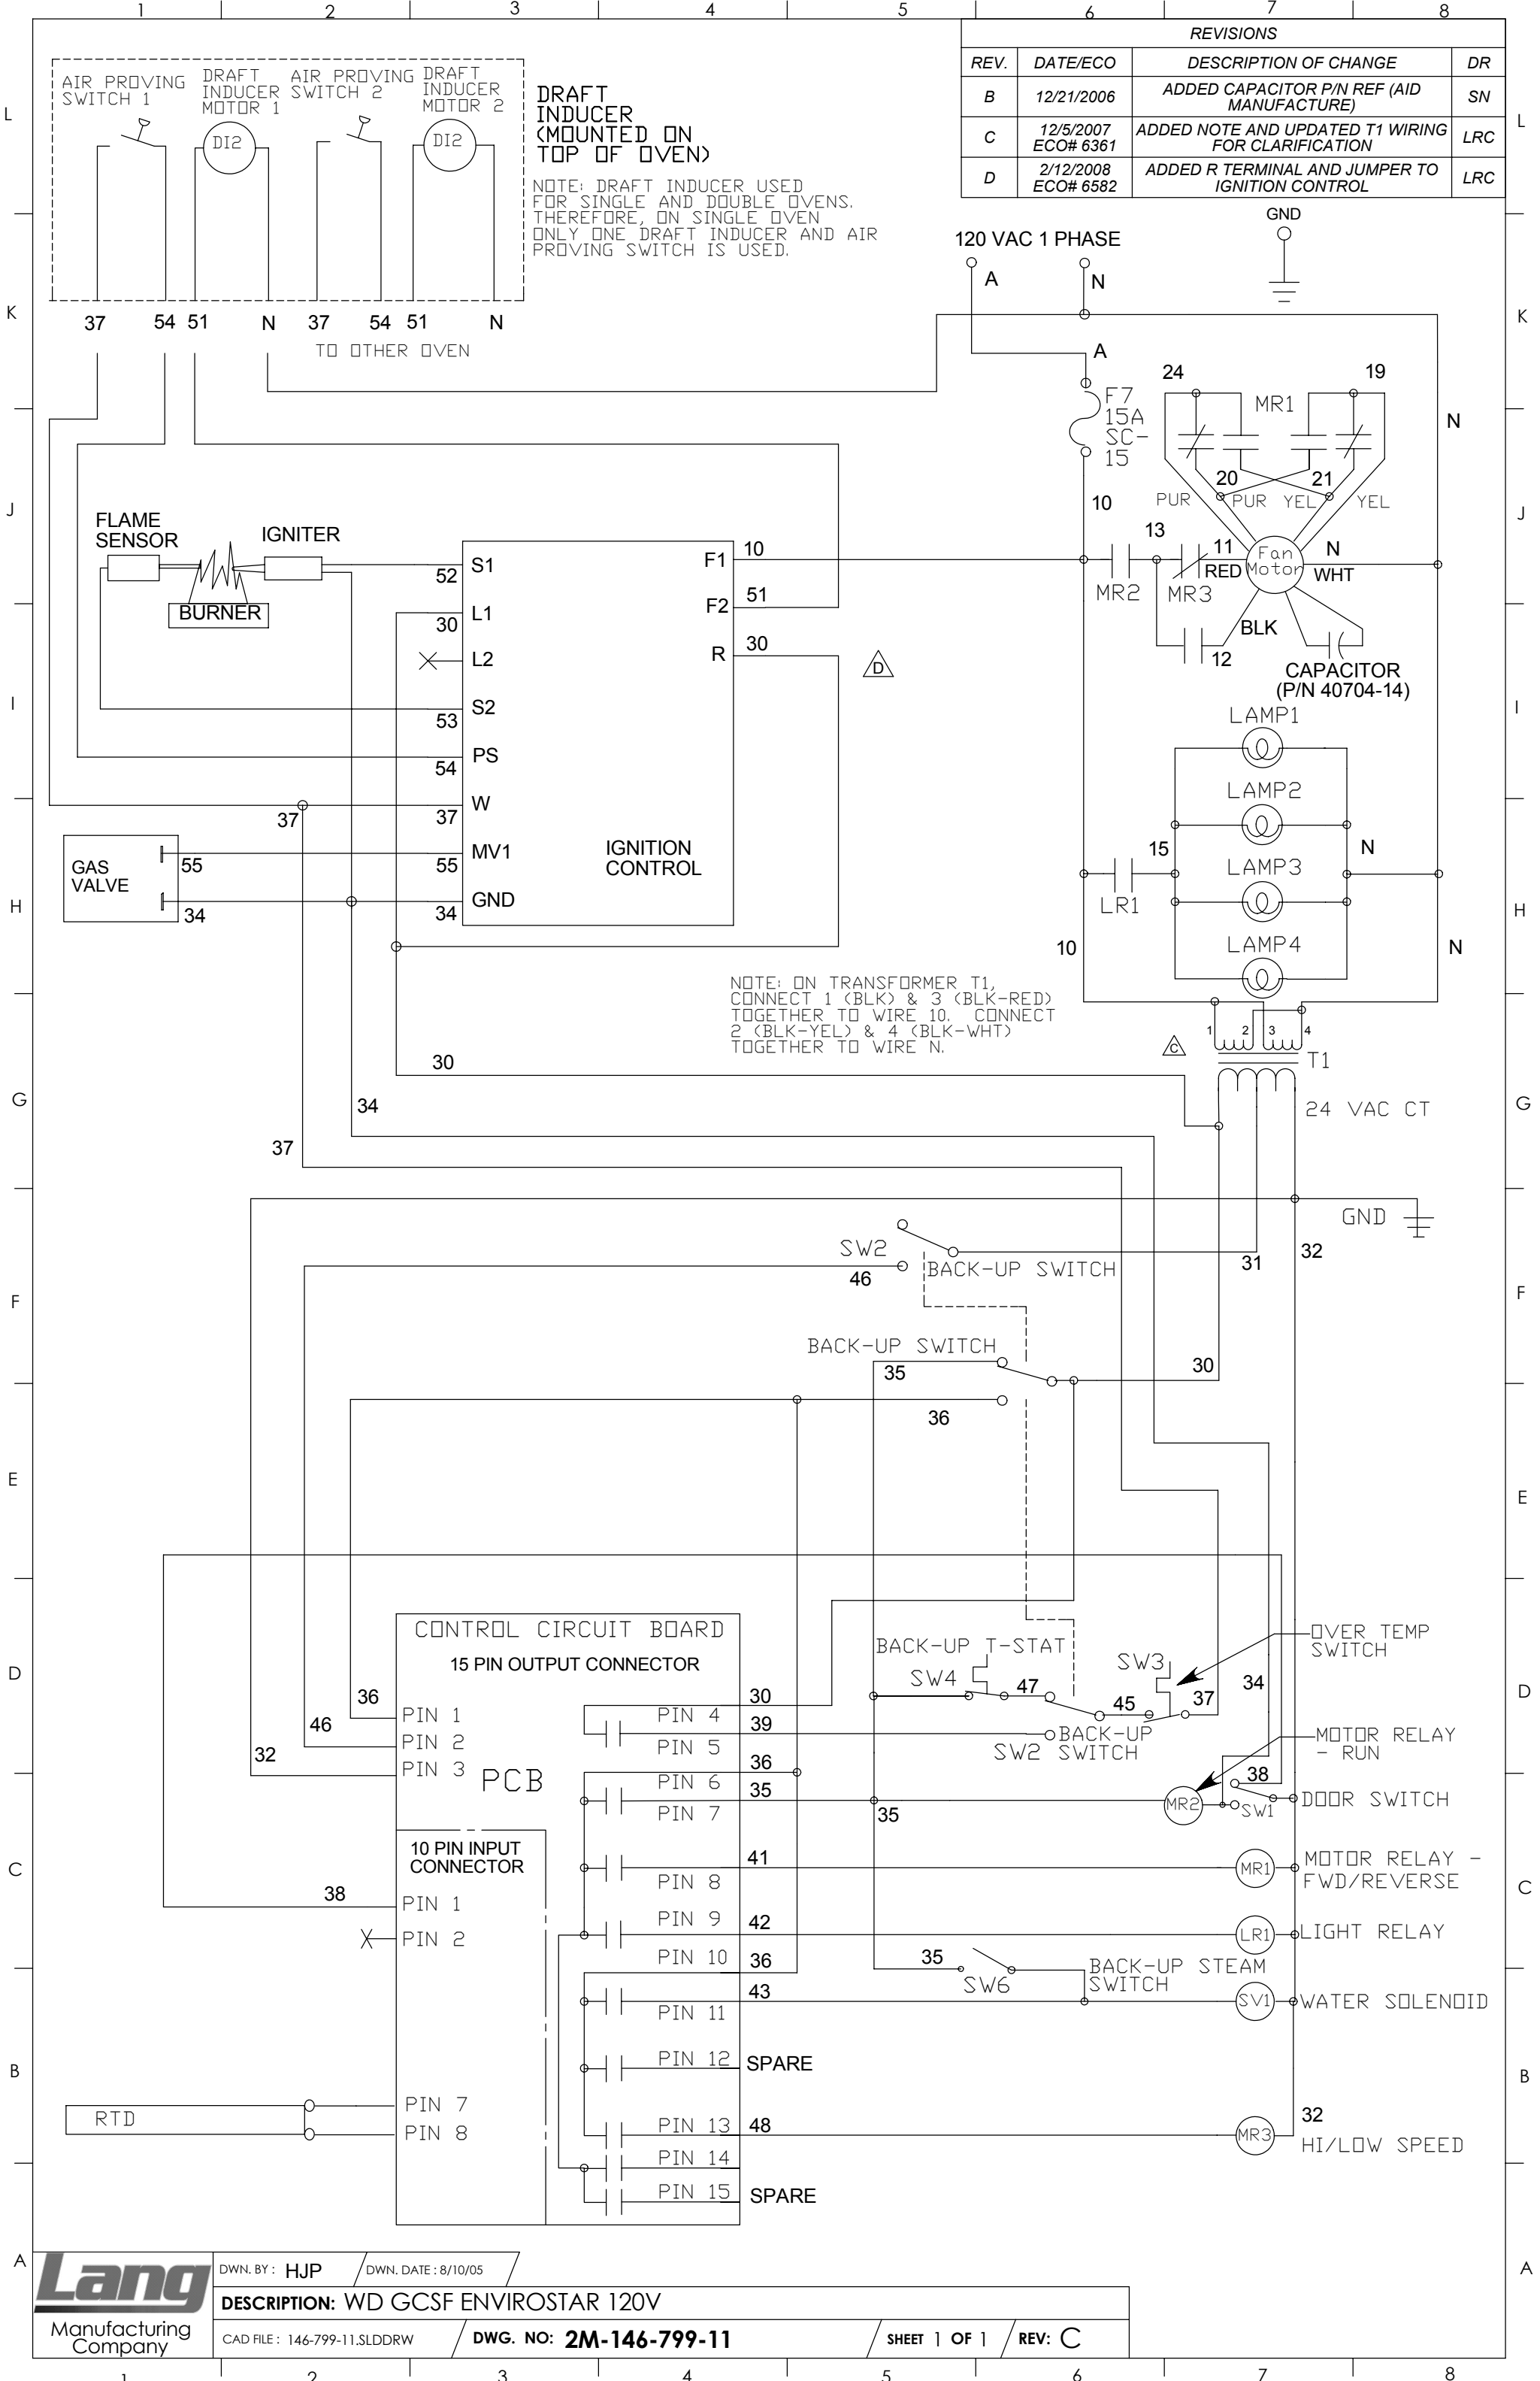 1 2 3 4 5 6 7 8
REVISIONS
REV. DATE/ECO DESCRIPTION OF CHANGE DR
B 12/21/2006 ADDED CAPACITOR P/N REF (AID MANUFACTURE) SN
C 12/5/2007 ECO# 6361 ADDED NOTE AND UPDATED T1 WIRING FOR CLARIFICATION LRC
D 2/12/2008 ECO# 6582 ADDED R TERMINAL AND JUMPER TO IGNITION CONTROL LRC
L L
AIR PROVING
SWITCH 1
DRAFT
INDUCER
MOTOR 1
AIR PROVING
SWITCH 2
DRAFT
INDUCER
MOTOR 2
DI2 DI2
DRAFT
INDUCER
(MOUNTED ON
TOP OF OVEN)
NOTE: DRAFT INDUCER USED
FOR SINGLE AND DOUBLE OVENS.
THEREFORE, ON SINGLE OVEN
ONLY ONE DRAFT INDUCER AND AIR
PROVING SWITCH IS USED.
37 54 51 N 37 54 51 N
TO OTHER OVEN
K K
120 VAC 1 PHASE
GND
A N
A
F7
15A
SC-
15
24 MR1 19
N
20 21
PUR PUR YEL YEL
10
13
11
RED
Fan
Motor
N
WHT
MR2 MR3
BLK
12
CAPACITOR
(P/N 40704-14)
J J
FLAME
SENSOR
IGNITER
BURNER
52 S1
30 L1
L2
53 S2
54 PS
37 W
37
55 MV1
34 GND
F1 10
F2 51
R 30
D
IGNITION
CONTROL
GAS
VALVE
55
34
I I
LAMP1
LAMP2
LAMP3
LAMP4
15
LR1
N
10
N
H H
NOTE: ON TRANSFORMER T1,
CONNECT 1 (BLK) & 3 (BLK-RED)
TOGETHER TO WIRE 10. CONNECT
2 (BLK-YEL) & 4 (BLK-WHT)
TOGETHER TO WIRE N.
C
1 2 3 4
T1
24 VAC CT
30
34
37
G G
GND
SW2
46
BACK-UP SWITCH
31 32
F F
BACK-UP SWITCH
35
36
30
E E
CONTROL CIRCUIT BOARD
15 PIN OUTPUT CONNECTOR
36
46
32
PIN 1
PIN 2
PIN 3
PCB
PIN 4 30
PIN 5 39
PIN 6 36
PIN 7 35
PIN 8 41
PIN 9 42
PIN 10 36
PIN 11 43
PIN 12 SPARE
PIN 13 48
PIN 14
PIN 15 SPARE
BACK-UP T-STAT
SW4
47
SW3
45
37
34
OVER TEMP
SWITCH
BACK-UP
SWITCH
SW2
MOTOR RELAY
- RUN
D D
35
MR2
38
SW1
DOOR SWITCH
10 PIN INPUT
CONNECTOR
38
PIN 1
PIN 2
MR1
MOTOR RELAY -
FWD/REVERSE
LR1
LIGHT RELAY
C C
35
SW6
BACK-UP STEAM
SWITCH
SV1
WATER SOLENOID
B B
RTD
PIN 7
PIN 8
MR3
32
HI/LOW SPEED
A A
Lang
Manufacturing
Company
DWN. BY : HJP DWN. DATE : 8/10/05
DESCRIPTION: WD GCSF ENVIROSTAR 120V
CAD FILE : 146-799-11.SLDDRW DWG. NO: 2M-146-799-11 SHEET 1 OF 1 REV: C
1 2 3 4 5 6 7 8